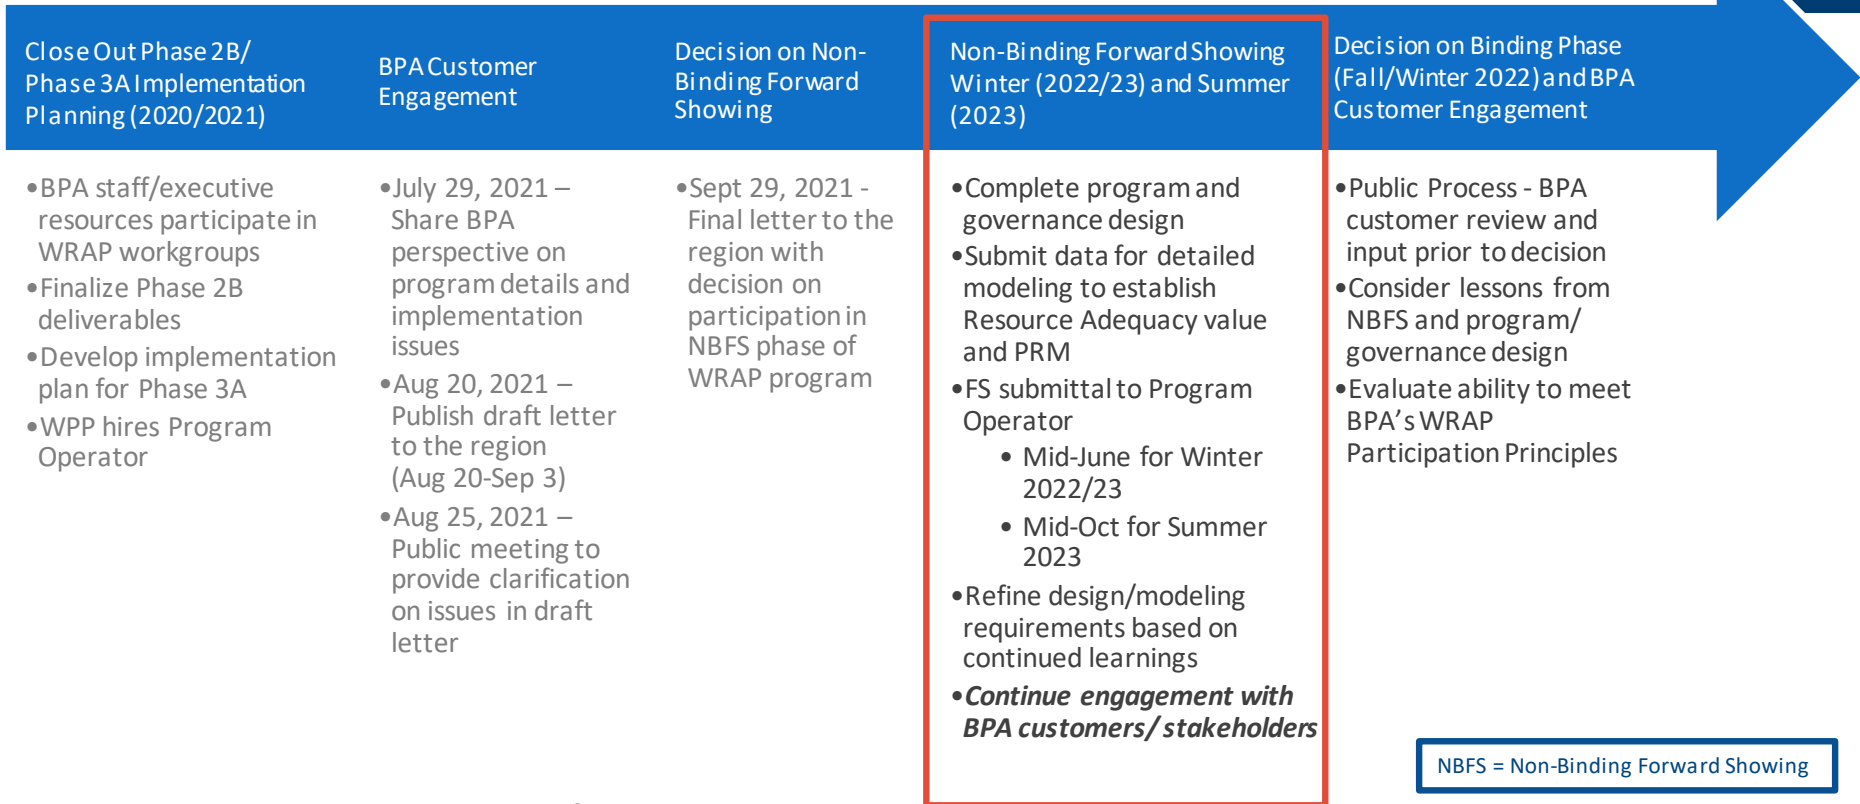 Close Out Phase 2B/
Phase 3A Implementation
Planning (2020/2021)
•BPA staff/executive
resources participate in
WRAP workgroups
•Finalize Phase 2B
deliverables
•Develop implementation
plan for Phase 3A
•WPP hires Program
Operator
BPA Customer
Engagement
•July 29, 2021 –
Share BPA
perspective on
program details and
implementation
issues
•Aug 20, 2021 –
Publish draft letter
to the region
(Aug 20-Sep 3)
•Aug 25, 2021 –
Public meeting to
provide clarification
on issues in draft
letter
Decision on Non-
Binding Forward
Showing
•Sept 29, 2021 -
Final letter to the
region with
decision on
participation in
NBFS phase of
WRAP program
Non-Binding Forward Showing
Winter (2022/23) and Summer
(2023)
•Complete program and
governance design
•Submit data for detailed
modeling to establish
Resource Adequacy value
and PRM
•FS submittal to Program
Operator
• Mid-June for Winter
2022/23
• Mid-Oct for Summer
2023
•Refine design/modeling
requirements based on
continued learnings
•Continue engagement with
BPA customers/ stakeholders
Decision on Binding Phase
(Fall/Winter 2022) and BPA
Customer Engagement
•Public Process - BPA
customer review and
input prior to decision
•Consider lessons from
NBFS and program/
governance design
•Evaluate ability to meet
BPA's WRAP
Participation Principles
NBFS = Non-Binding Forward Showing